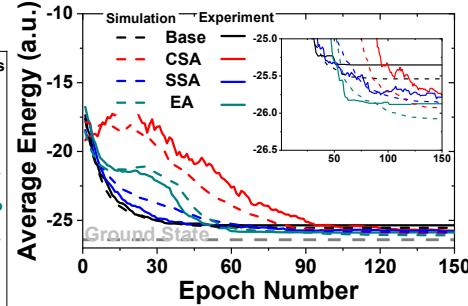 s
Average Energy (a.u.)
-10
-15
-20
-25
Simulation Experiment
Base
CSA
SSA
EA
-25.0
-25.5
-26.0
-26.5
50 100 150
Ground State
0 30 60 90 120 150
Epoch Number